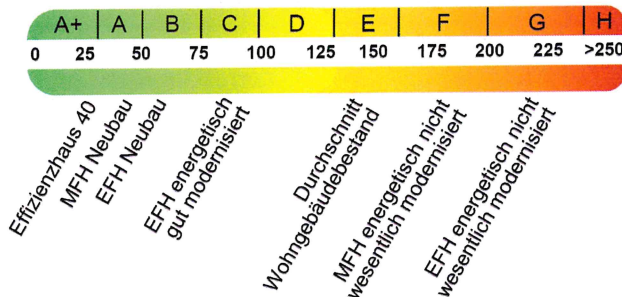 A+ A B C D E F G H
0 25 50 75 100 125 150 175 200 225 >250
Effizienzhaus 40
MFH Neubau
EFH Neubau
EFH energetisch
gut modernisiert
Durchschnitt
Wohngebäudebestand
MFH energetisch nicht
wesentlich modernisiert
EFH energetisch nicht
wesentlich modernisiert